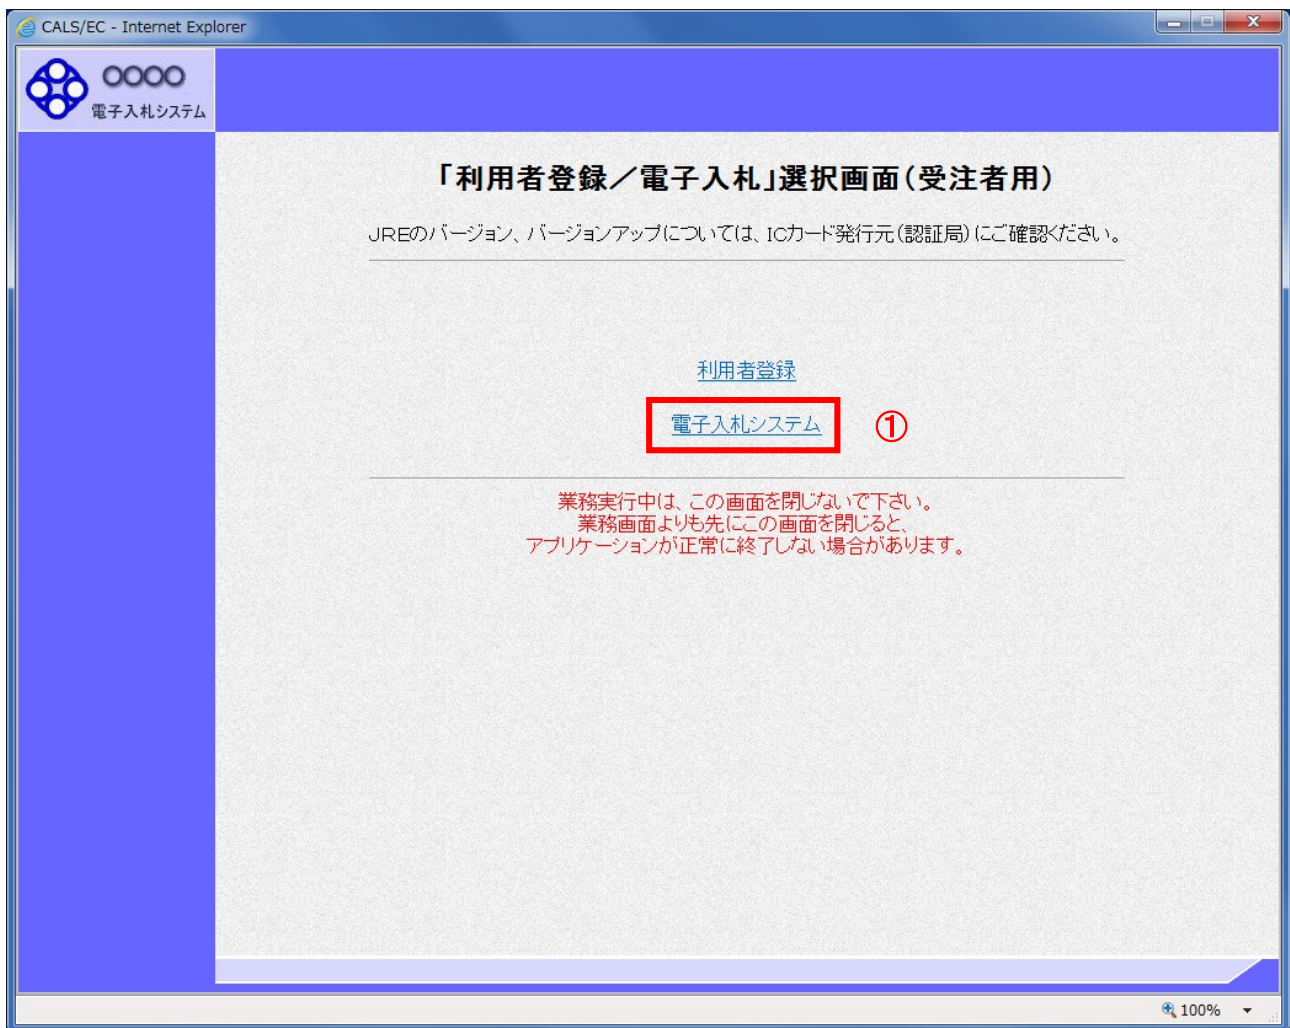 CALS/EC - Internet Explorer
○○○○
電子入札システム
「利用者登録／電子入札」選択画面（受注者用）
JREのバージョン、バージョンアップについては、ICカード発行元（認証局）にご確認ください。
利用者登録
電子入札システム ①
業務実行中は、この画面を閉じないで下さい。
業務画面よりも先にこの画面を閉じると、
アプリケーションが正常に終了しない場合があります。
100%